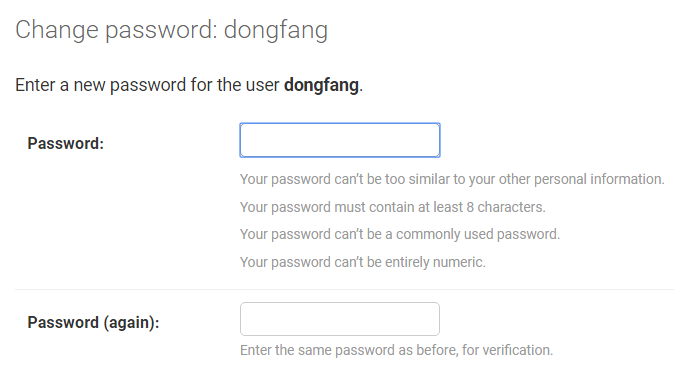 Change password: dongfang
Enter a new password for the user dongfang.
Password:
Your password can’t be too similar to your other personal information.
Your password must contain at least 8 characters.
Your password can’t be a commonly used password.
Your password can’t be entirely numeric.
Password (again):
Enter the same password as before, for verification.